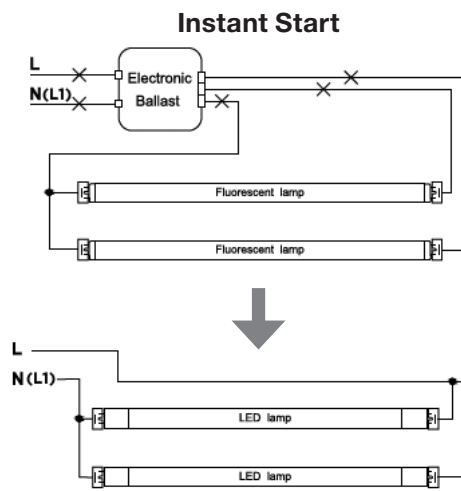 Instant Start
L
N(L1)
Electronic
Ballast
Fluorescent lamp
Fluorescent lamp
L
N(L1)
LED lamp
LED lamp